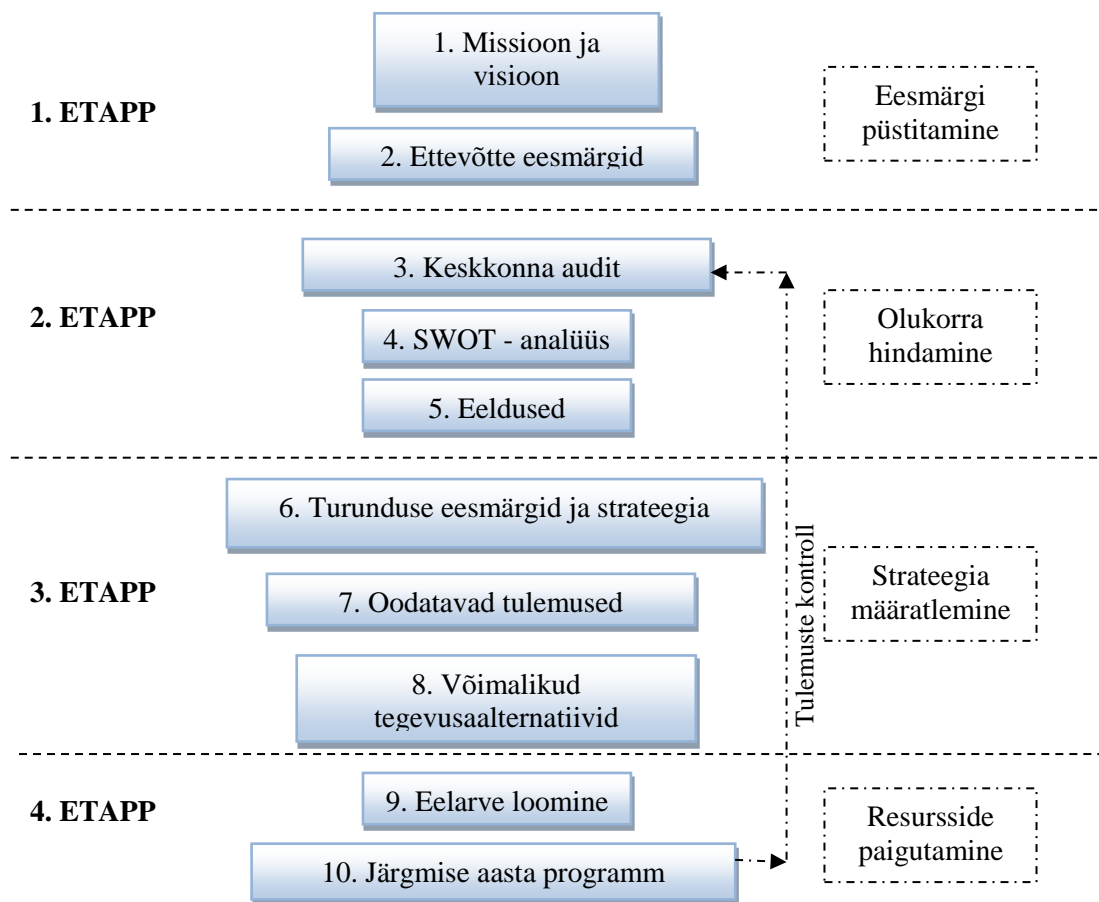 1. Missioon ja
visioon
1. ETAPP
Eesmärgi
püstitamine
2. Ettevõtte eesmärgid
3. Keskkonna audit
2. ETAPP
4. SWOT - analüüs
Olukorra
hindamine
5. Eeldused
6. Turunduse eesmärgid ja strateegia
3. ETAPP
7. Oodatavad tulemused
Strateegia
määratlemine
8. Võimalikud
tegevusaalternatiivid
Tulemuste kontroll
4. ETAPP
9. Eelarve loomine
Resursside
paigutamine
10. Järgmise aasta programm